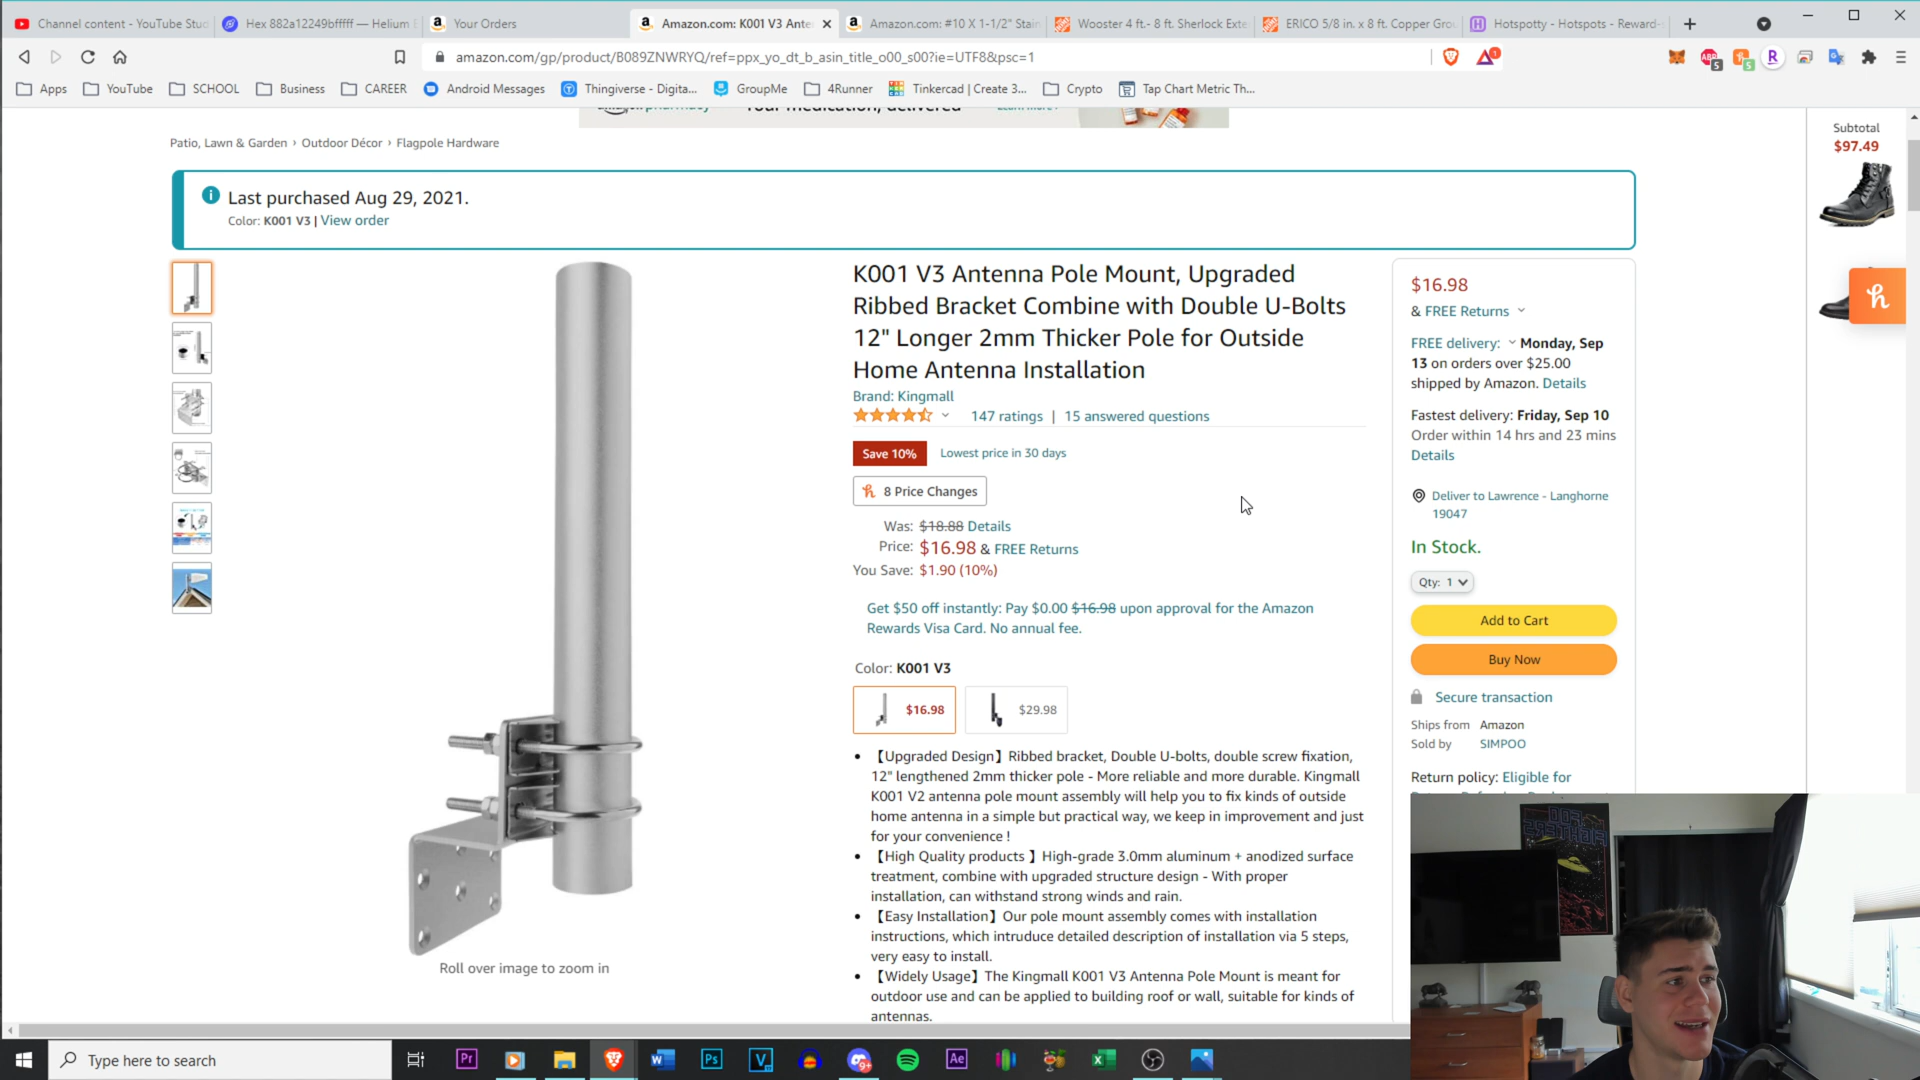 Channel content - YouTube Stud
Hex 882a12249bfffff — Helium E
Your Orders
Amazon.com: K001 V3 Ante
Amazon.com: #10 X 1-1/2" Stain
Wooster 4 ft.- 8 ft. Sherlock Exte
ERICO 5/8 in. x 8 ft. Copper Grou
Hotspotty - Hotspots - Reward-s
amazon.com/gp/product/B089ZNWRYQ/ref=ppx_yo_dt_b_asin_title_o00_s00?ie=UTF8&psc=1
Apps
YouTube
SCHOOL
Business
CAREER
Android Messages
Thingiverse - Digita...
GroupMe
4Runner
Tinkercad | Create 3...
Crypto
Tap Chart Metric Th...
Your medication, delivered
Patio, Lawn & Garden › Outdoor Décor › Flagpole Hardware
Last purchased Aug 29, 2021.
Color: K001 V3 | View order
K001 V3 Antenna Pole Mount, Upgraded
Ribbed Bracket Combine with Double U-Bolts
12" Longer 2mm Thicker Pole for Outside
Home Antenna Installation
Brand: Kingmall
147 ratings | 15 answered questions
Save 10% Lowest price in 30 days
8 Price Changes
Was: $18.88 Details
Price: $16.98 & FREE Returns
You Save: $1.90 (10%)
Get $50 off instantly: Pay $0.00 $16.98 upon approval for the Amazon
Rewards Visa Card. No annual fee.
Color: K001 V3
$16.98
$29.98
• 【Upgraded Design】Ribbed bracket, Double U-bolts, double screw fixation,
12" lengthened 2mm thicker pole - More reliable and more durable. Kingmall
K001 V2 antenna pole mount assembly will help you to fix kinds of outside
home antenna in a simple but practical way, we keep in improvement and just
for your convenience !
• 【High Quality products 】High-grade 3.0mm aluminum + anodized surface
treatment, combine with upgraded structure design - With proper
installation, can withstand strong winds and rain.
• 【Easy Installation】Our pole mount assembly comes with installation
instructions, which intruduce detailed description of installation via 5 steps,
very easy to install.
• 【Widely Usage】The Kingmall K001 V3 Antenna Pole Mount is meant for
outdoor use and can be applied to building roof or wall, suitable for kinds of
antennas.
Roll over image to zoom in
$16.98
& FREE Returns
FREE delivery: Monday, Sep
13 on orders over $25.00
shipped by Amazon. Details
Fastest delivery: Friday, Sep 10
Order within 14 hrs and 23 mins
Details
Deliver to Lawrence - Langhorne
19047
In Stock.
Qty: 1
Add to Cart
Buy Now
Secure transaction
Ships from Amazon
Sold by SIMPOO
Return policy: Eligible for
Subtotal
$97.49
FOO
FIGHTERS
Type here to search